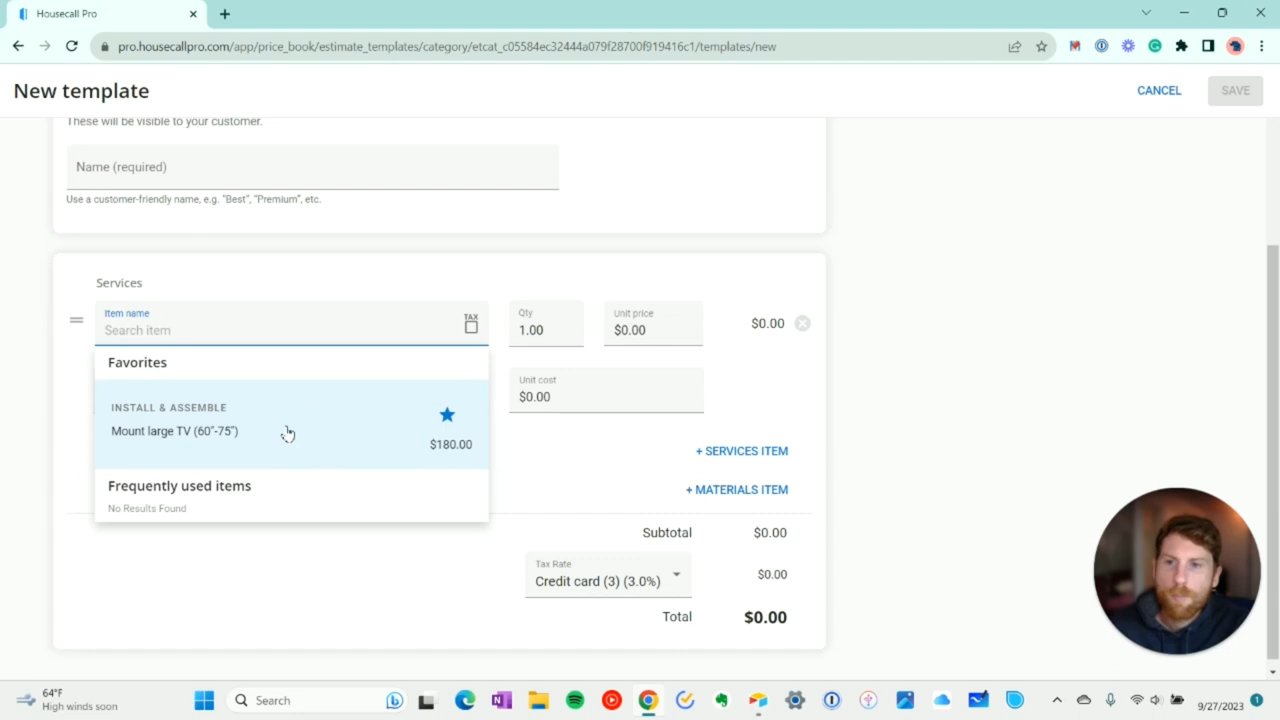 Housecall Pro
pro.housecallpro.com/app/price_book/estimate_templates/category/etcat_c05584ec32444a079f28700f919416c1/templates/new
New template
CANCEL
SAVE
These will be visible to your customer.
Name (required)
Use a customer-friendly name, e.g. "Best", "Premium", etc.
Services
Item name
Search item
TAX
Qty
1.00
Unit price
$0.00
$0.00
Favorites
INSTALL & ASSEMBLE
Mount large TV (60"-75")
$180.00
Frequently used items
No Results Found
Unit cost
$0.00
+ SERVICES ITEM
+ MATERIALS ITEM
Subtotal
$0.00
Tax Rate
Credit card (3) (3.0%)
$0.00
Total
$0.00
64°F
High winds soon
Search
9/27/2023